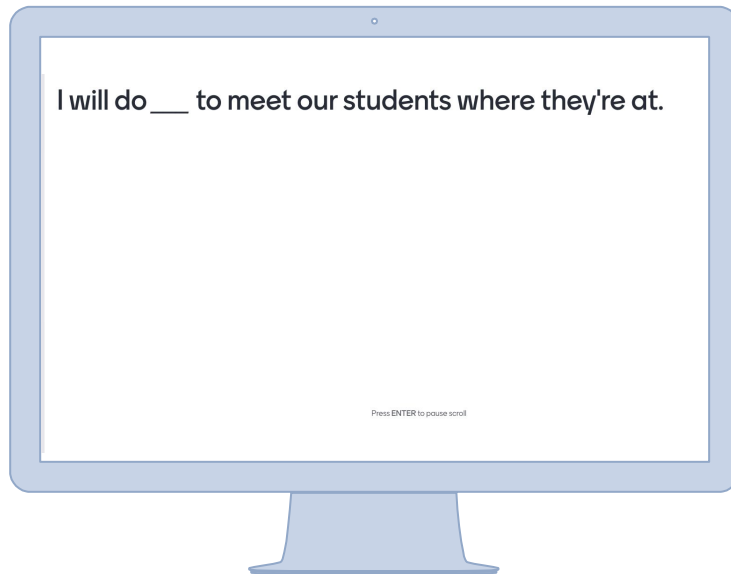 I will do ___ to meet our students where they're at.
Press ENTER to pause scroll